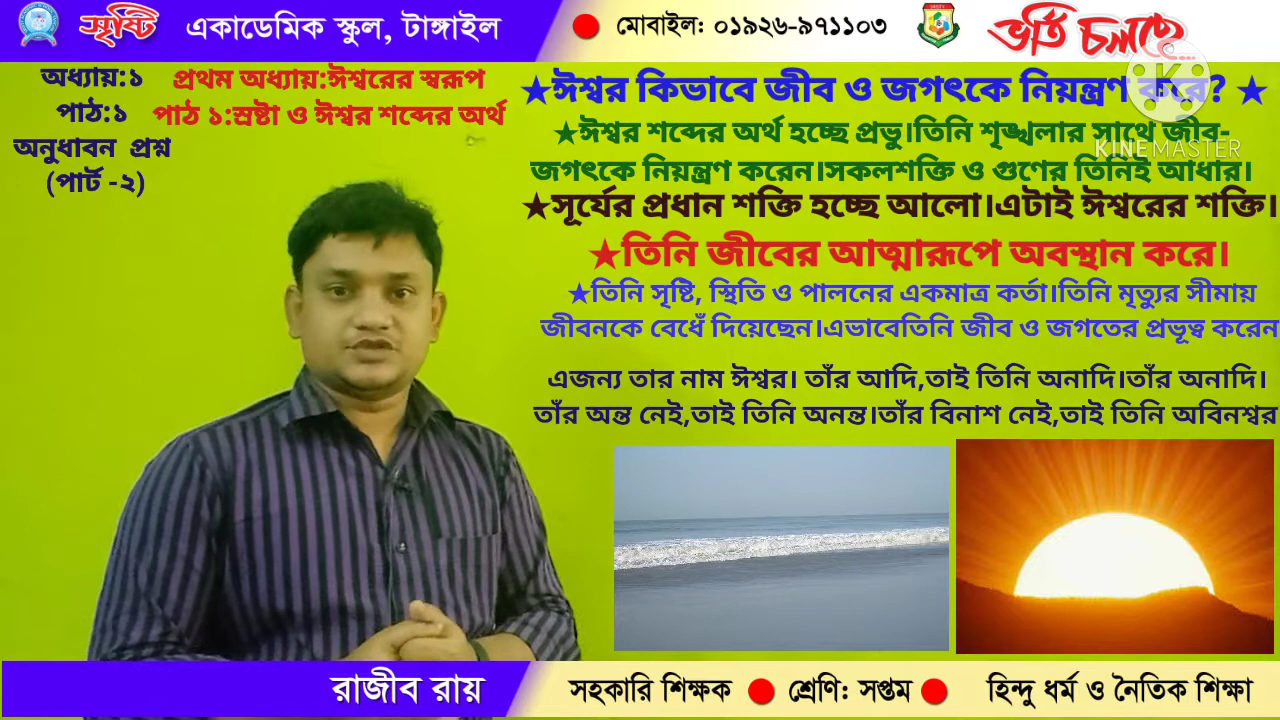 সৃষ্টি একাডেমিক স্কুল, টাঙ্গাইল
মোবাইল: ০১৯২৬-৯৭১১০৩
ভর্তি চলছে
অধ্যায়:১
পাঠ:১
অনুধাবন প্রশ্ন
(পার্ট -২)
প্রথম অধ্যায়:ঈশ্বরের স্বরূপ
পাঠ ১:স্রষ্টা ও ঈশ্বর শব্দের অর্থ
★ঈশ্বর কিভাবে জীব ও জগৎকে নিয়ন্ত্রণ করে? ★
KINEMASTER
★ঈশ্বর শব্দের অর্থ হচ্ছে প্রভু।তিনি শৃঙ্খলার সাথে জীব-
জগৎকে নিয়ন্ত্রণ করেন।সকলশক্তি ও গুণের তিনিই আধার।
★সূর্যের প্রধান শক্তি হচ্ছে আলো।এটাই ঈশ্বরের শক্তি।
★তিনি জীবের আত্মারূপে অবস্থান করে।
★তিনি সৃষ্টি, স্থিতি ও পালনের একমাত্র কর্তা।তিনি মৃত্যুর সীমায়
জীবনকে বেধেঁ দিয়েছেন।এভাবেতিনি জীব ও জগতের প্রভূত্ব করেন
এজন্য তার নাম ঈশ্বর। তাঁর আদি,তাই তিনি অনাদি।তাঁর অনাদি।
তাঁর অন্ত নেই,তাই তিনি অনন্ত।তাঁর বিনাশ নেই,তাই তিনি অবিনশ্বর
রাজীব রায়
সহকারি শিক্ষক
শ্রেণি: সপ্তম
হিন্দু ধর্ম ও নৈতিক শিক্ষা